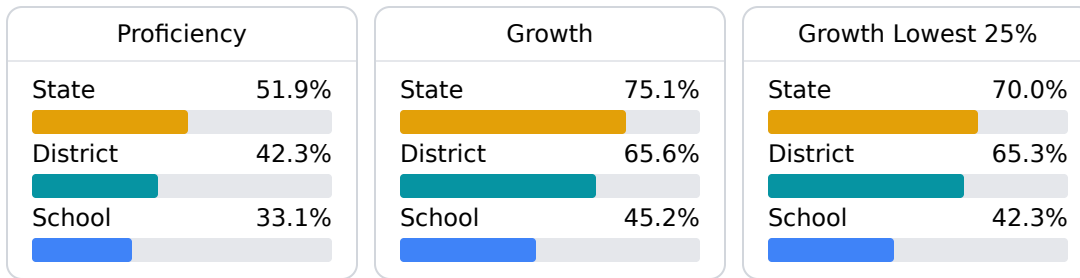 Proficiency
State 51.9%
District 42.3%
School 33.1%
Growth
State 75.1%
District 65.6%
School 45.2%
Growth Lowest 25%
State 70.0%
District 65.3%
School 42.3%